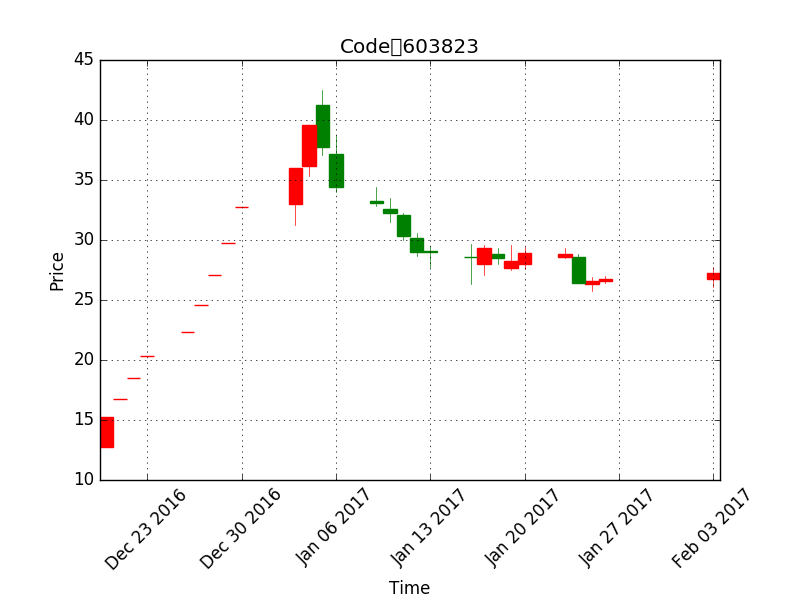 Code▯603823
45
40
35
30
25
20
15
10
Price
Dec 23 2016
Dec 30 2016
Jan 06 2017
Jan 13 2017
Jan 20 2017
Jan 27 2017
Feb 03 2017
Time